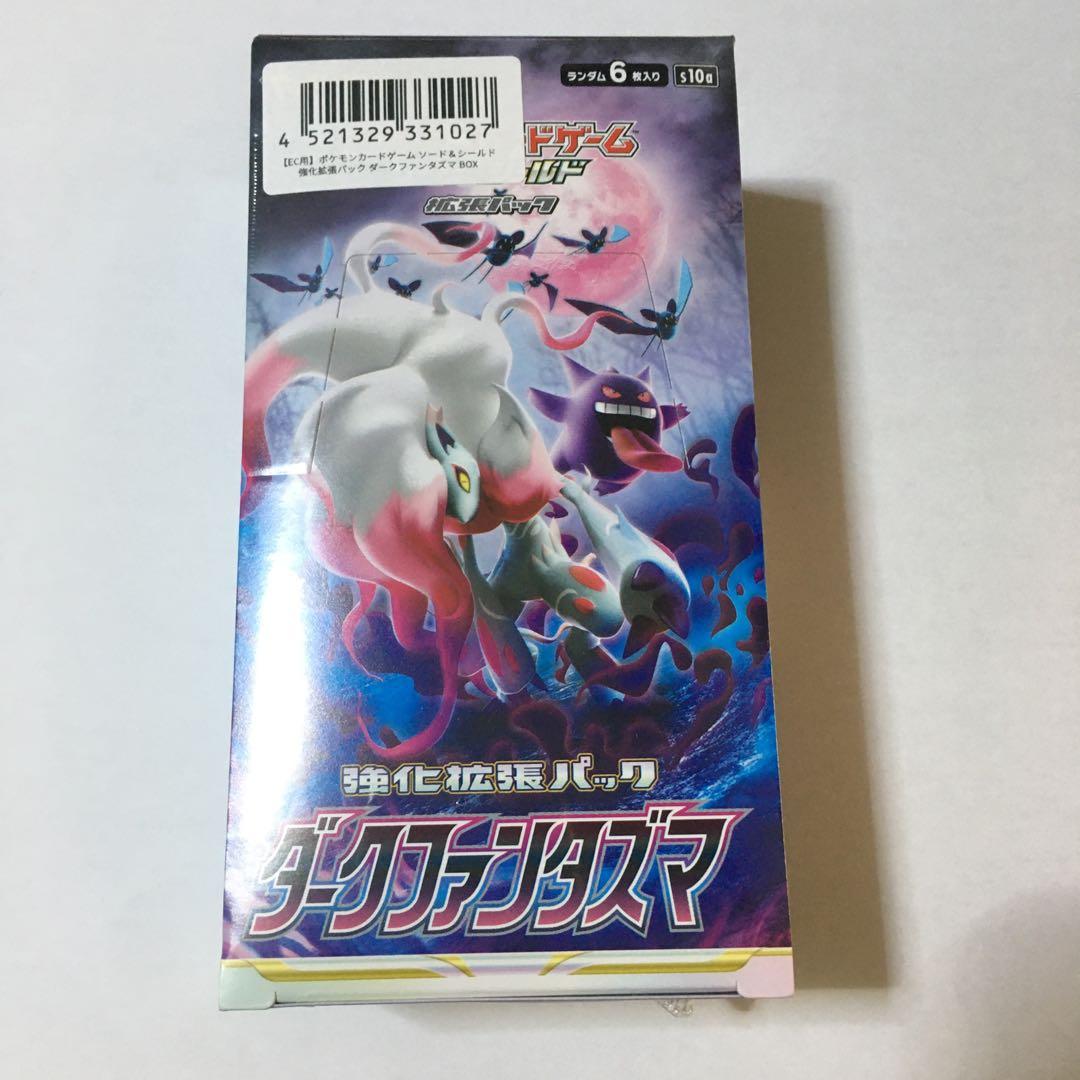 ランダム6枚入り
S10a
4 521329 331027
【EC用】ポケモンカードゲーム ソード＆シールド
強化拡張パック ダークファンタズマ BOX
ドゲーム
ルド
拡張パック
強化拡張パック
ダークファンタズマ